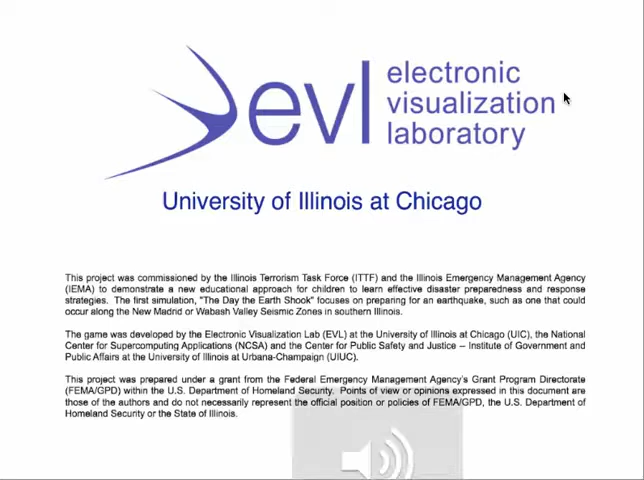 evl
electronic
visualization
laboratory
University of Illinois at Chicago
This project was commissioned by the Illinois Terrorism Task Force (ITTF) and the Illinois Emergency Management Agency
(IEMA) to demonstrate a new educational approach for children to learn effective disaster preparedness and response
strategies. The first simulation, "The Day the Earth Shook" focuses on preparing for an earthquake, such as one that could
occur along the New Madrid or Wabash Valley Seismic Zones in southern Illinois.
The game was developed by the Electronic Visualization Lab (EVL) at the University of Illinois at Chicago (UIC), the National
Center for Supercomputing Applications (NCSA) and the Center for Public Safety and Justice – Institute of Government and
Public Affairs at the University of Illinois at Urbana-Champaign (UIUC).
This project was prepared under a grant from the Federal Emergency Management Agency's Grant Program Directorate
(FEMA/GPD) within the U.S. Department of Homeland Security. Points of view or opinions expressed in this document are
those of the authors and do not necessarily represent the official position or policies of FEMA/GPD, the U.S. Department of
Homeland Security or the State of Illinois.